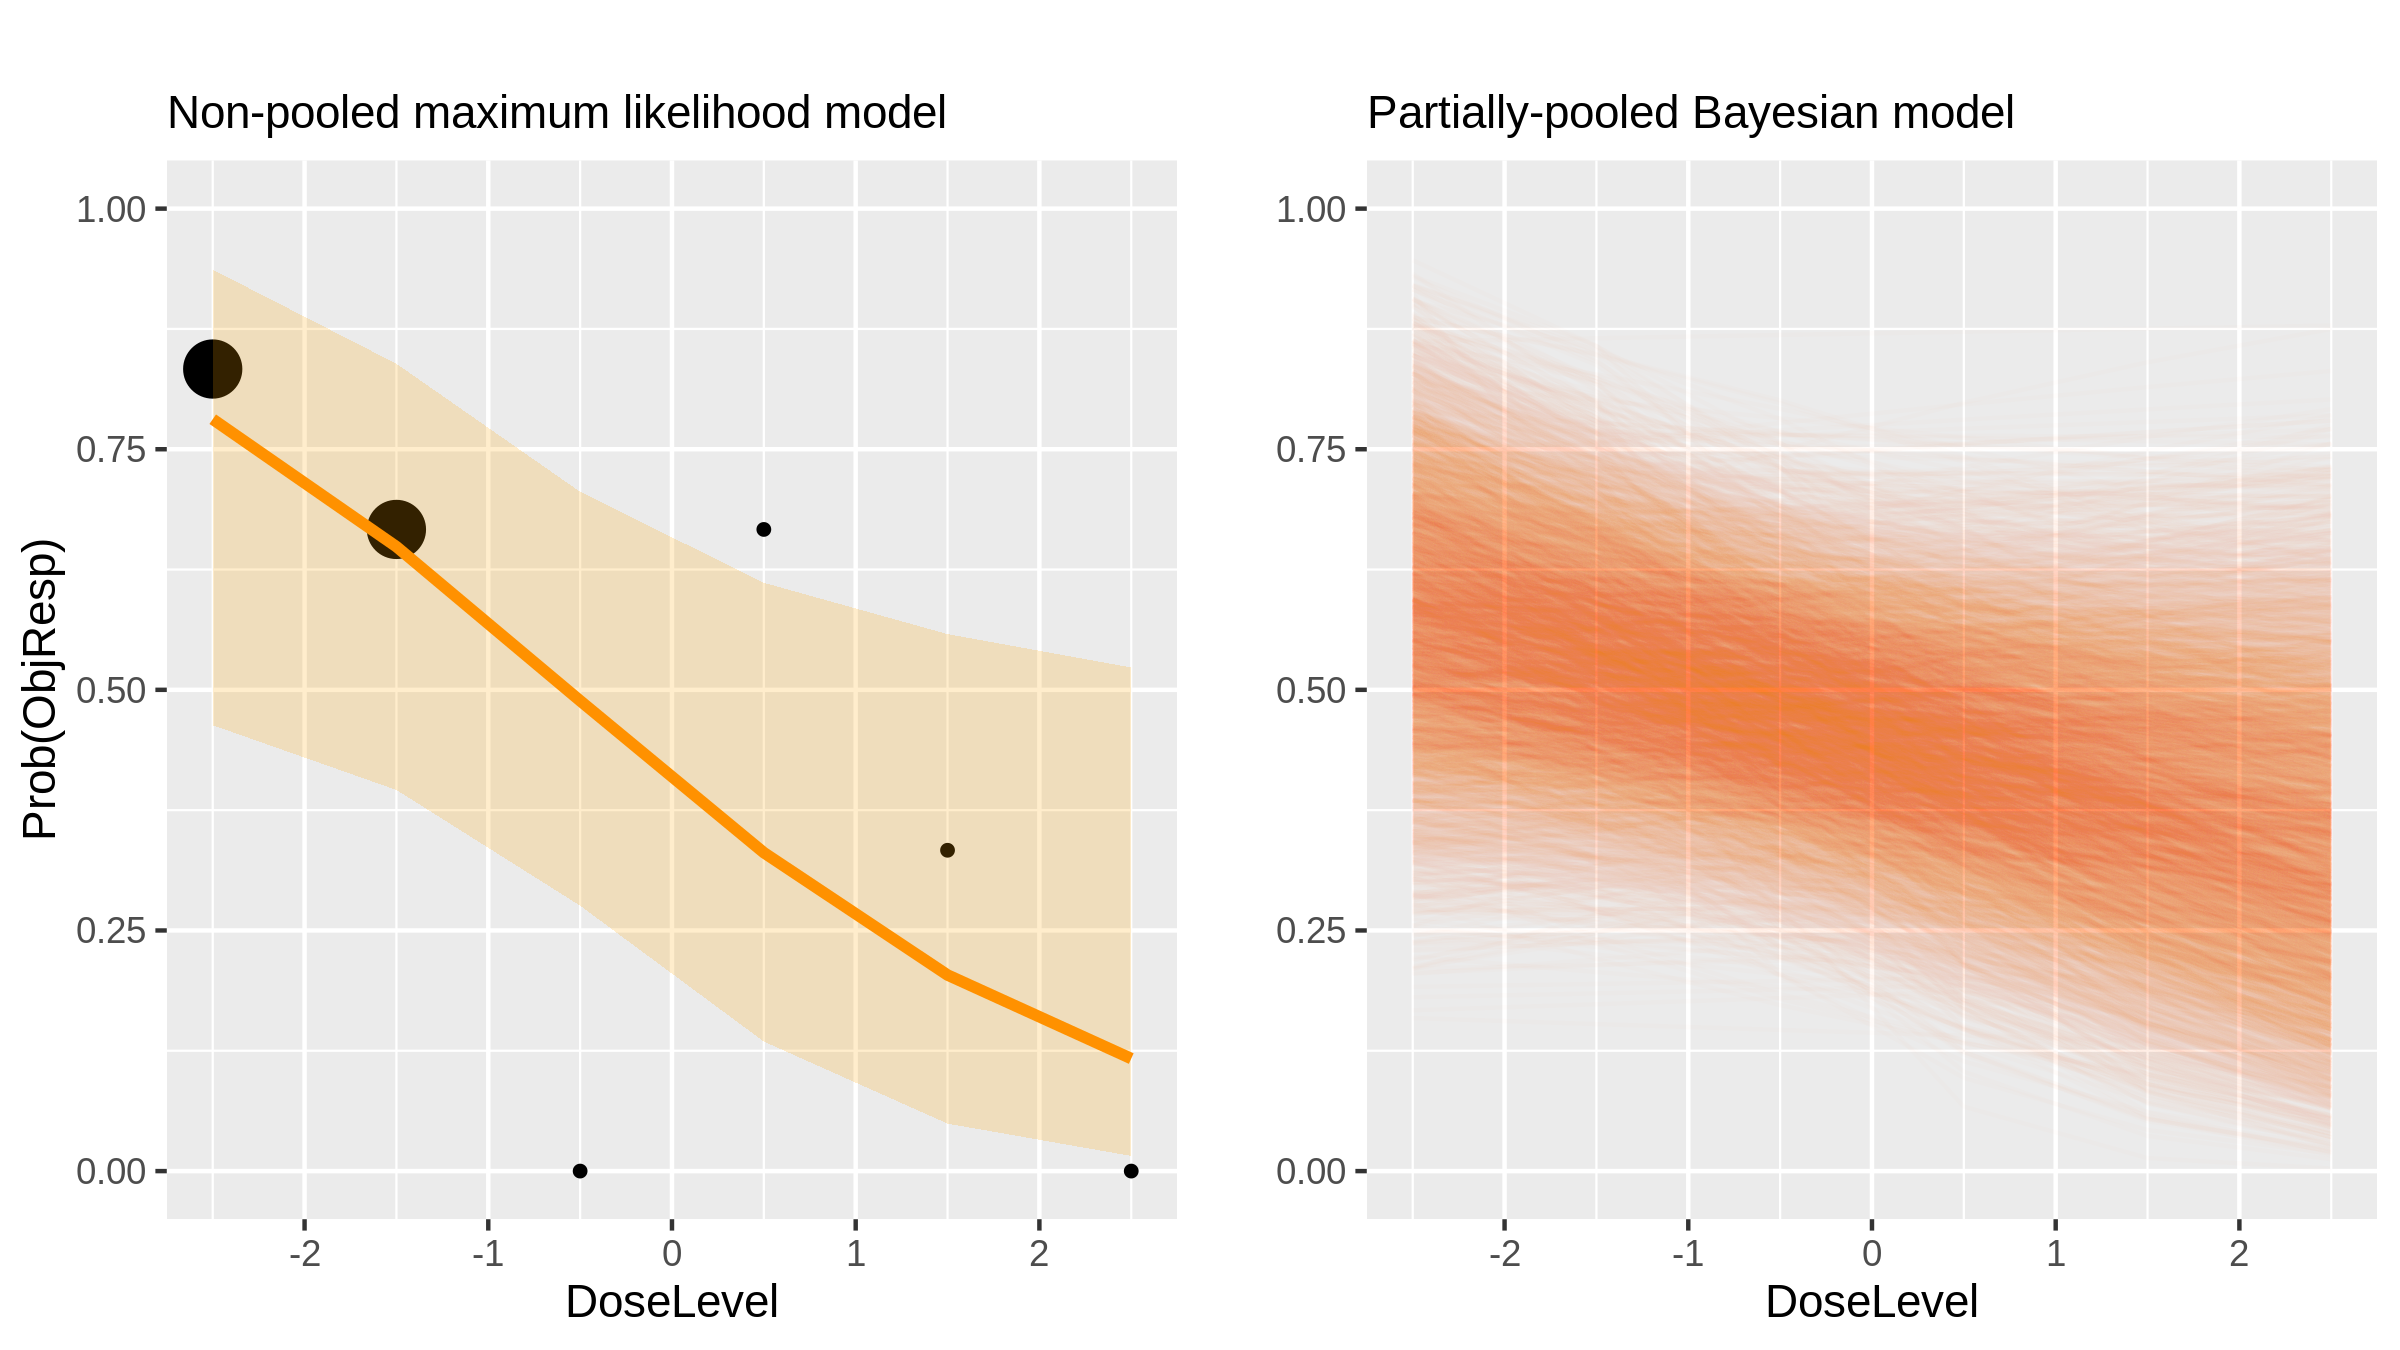 Non-pooled maximum likelihood model
Prob(ObjResp)
1.00
0.75
0.50
0.25
0.00
-2 -1 0 1 2
DoseLevel
Partially-pooled Bayesian model
1.00
0.75
0.50
0.25
0.00
-2 -1 0 1 2
DoseLevel